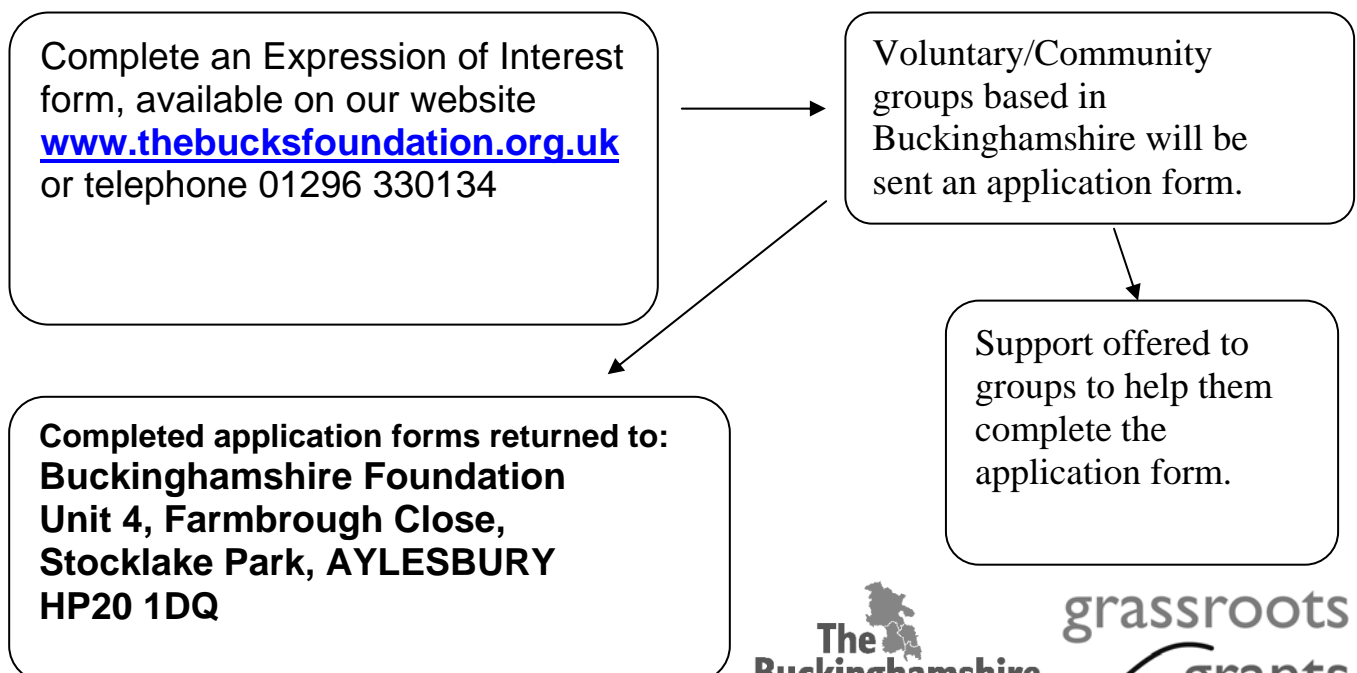 Complete an Expression of Interest
form, available on our website
www.thebucksfoundation.org.uk
or telephone 01296 330134
Voluntary/Community
groups based in
Buckinghamshire will be
sent an application form.
Support offered to
groups to help them
complete the
application form.
Completed application forms returned to:
Buckinghamshire Foundation
Unit 4, Farmbrough Close,
Stocklake Park, AYLESBURY
HP20 1DQ
The
Buckinghamshire
grassroots
grants